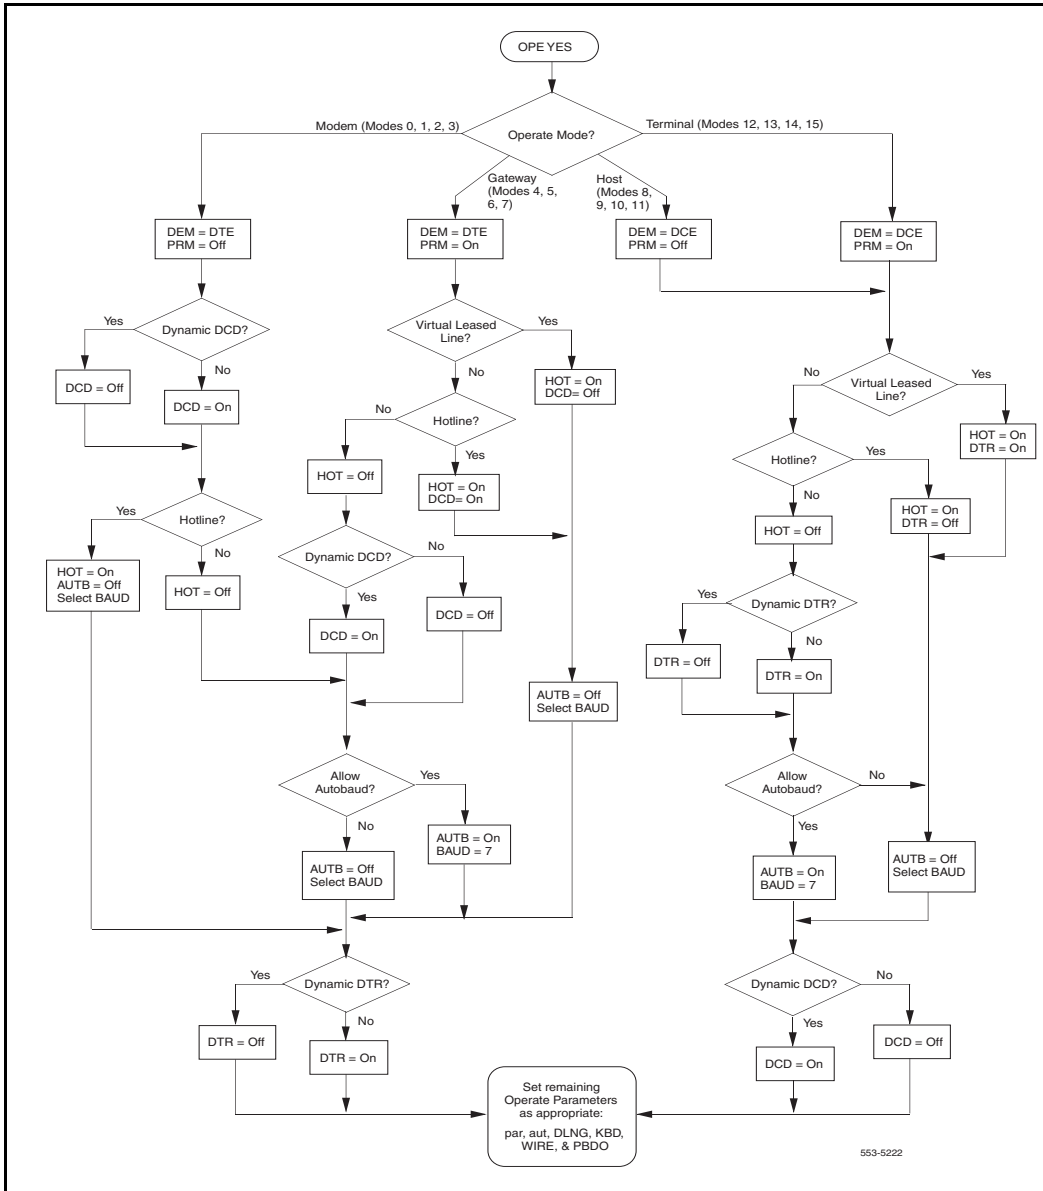 OPE YES
Operate Mode?
Modem (Modes 0, 1, 2, 3)
Terminal (Modes 12, 13, 14, 15)
Gateway
(Modes 4, 5,
6, 7)
Host
(Modes 8,
9, 10, 11)
DEM = DTE
PRM = Off
DEM = DTE
PRM = On
DEM = DCE
PRM = Off
DEM = DCE
PRM = On
Yes
Dynamic DCD?
No
DCD = Off
DCD = On
Yes
Hotline?
No
HOT = On
AUTB = Off
Select BAUD
HOT = Off
Virtual Leased
Line?
Yes
No
HOT = On
DCD= Off
No
Hotline?
Yes
HOT = Off
HOT = On
DCD= On
Dynamic DCD?
No
Yes
DCD = Off
DCD = On
AUTB = Off
Select BAUD
Allow
Autobaud?
Yes
No
AUTB = On
BAUD = 7
AUTB = Off
Select BAUD
Yes
Dynamic DTR?
No
DTR = Off
DTR = On
No
Virtual Leased
Line?
Yes
HOT = On
DTR = On
Hotline?
Yes
No
HOT = On
DTR = Off
HOT = Off
Yes
Dynamic DTR?
No
DTR = Off
DTR = On
Allow
Autobaud?
No
Yes
AUTB = On
BAUD = 7
AUTB = Off
Select BAUD
Dynamic DCD?
No
Yes
DCD = Off
DCD = On
Set remaining
Operate Parameters
as appropriate:
par, aut, DLNG, KBD,
WIRE, & PBDO
553-5222